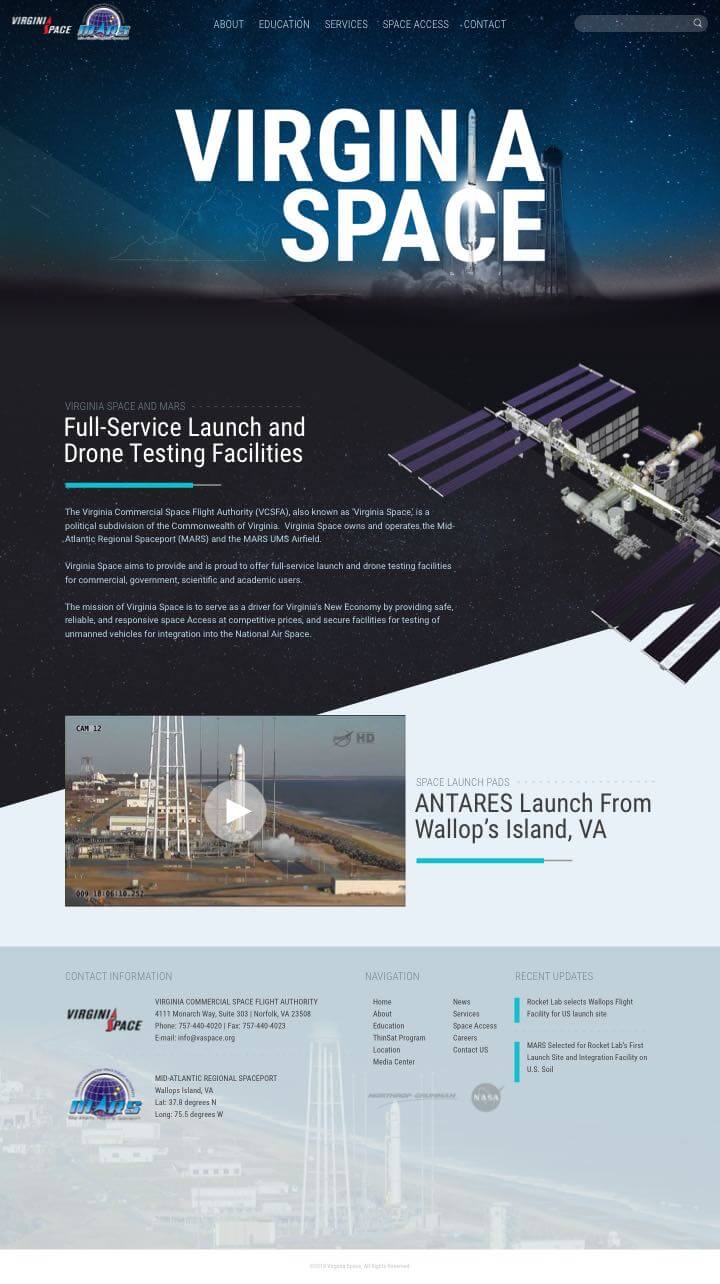 VIRGINIA SPACE
MARS
ABOUT EDUCATION SERVICES SPACE ACCESS CONTACT
VIRGIN A
SPACE
VIRGINIA SPACE AND MARS
Full-Service Launch and
Drone Testing Facilities
The Virginia Commercial Space Flight Authority (VCSFA), also known as 'Virginia Space,' is a
political subdivision of the Commonwealth of Virginia. Virginia Space owns and operates the Mid-
Atlantic Regional Spaceport (MARS) and the MARS UMS Airfield.
Virginia Space aims to provide and is proud to offer full-service launch and drone testing facilities
for commercial, government, scientific and academic users.
The mission of Virginia Space is to serve as a driver for Virginia's New Economy by providing safe,
reliable, and responsive space Access at competitive prices, and secure facilities for testing of
unmanned vehicles for integration into the National Air Space.
CAM 12
HD
SPACE LAUNCH PADS
ANTARES Launch From
Wallop's Island, VA
CONTACT INFORMATION
VIRGINIA SPACE
VIRGINIA COMMERCIAL SPACE FLIGHT AUTHORITY
4111 Monarch Way, Suite 303 | Norfolk, VA 23508
Phone: 757-440-4020 | Fax: 757-440-4023
E-mail: info@vaspace.org
MARS
MID-ATLANTIC REGIONAL SPACEPORT
Wallops Island, VA
Lat: 37.8 degrees N
Long: 75.5 degrees W
NAVIGATION
Home
About
Education
ThinSat Program
Location
Media Center
News
Services
Space Access
Careers
Contact US
NORTHROP GRUMMAN
NASA
RECENT UPDATES
Rocket Lab selects Wallops Flight
Facility for US launch site
MARS Selected for Rocket Lab's First
Launch Site and Integration Facility on
U.S. Soil
Virginia Space, All Rights Reserved